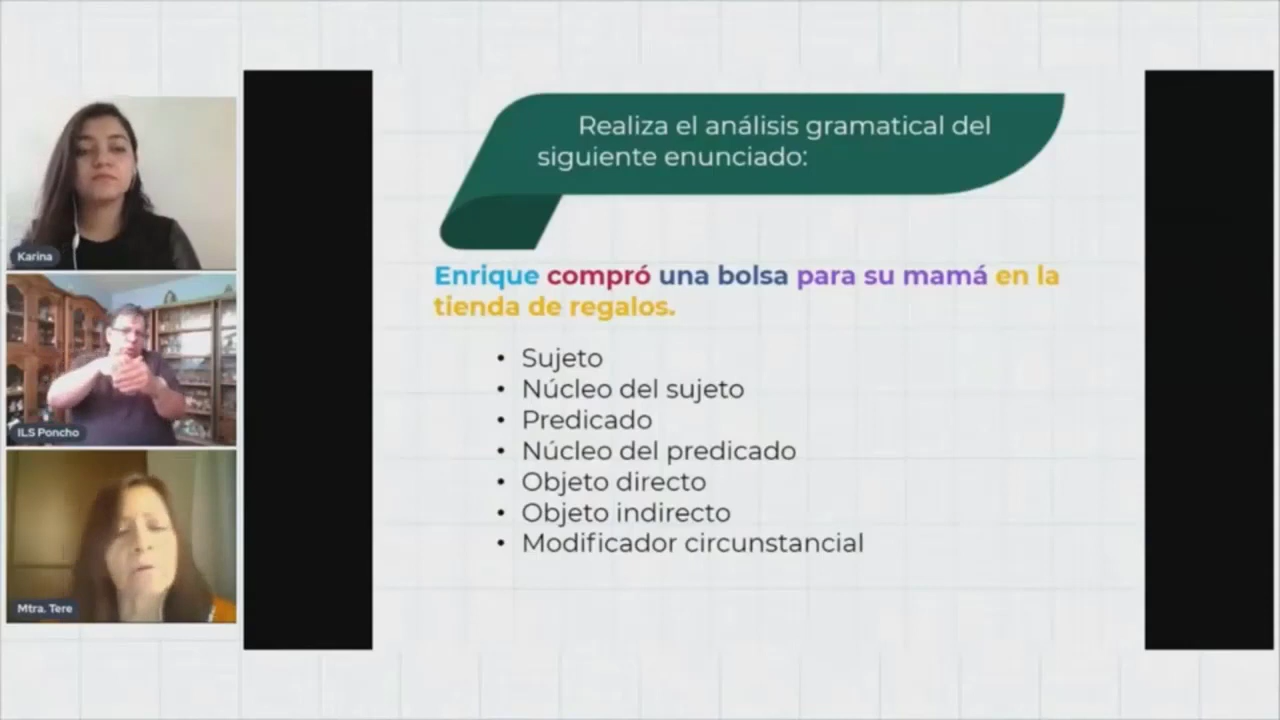 Realiza el análisis gramatical del
siguiente enunciado:
Enrique compró una bolsa para su mamá en la
tienda de regalos.
• Sujeto
• Núcleo del sujeto
• Predicado
• Núcleo del predicado
• Objeto directo
• Objeto indirecto
• Modificador circunstancial
Karina
ILS Poncho
Mtra. Tere